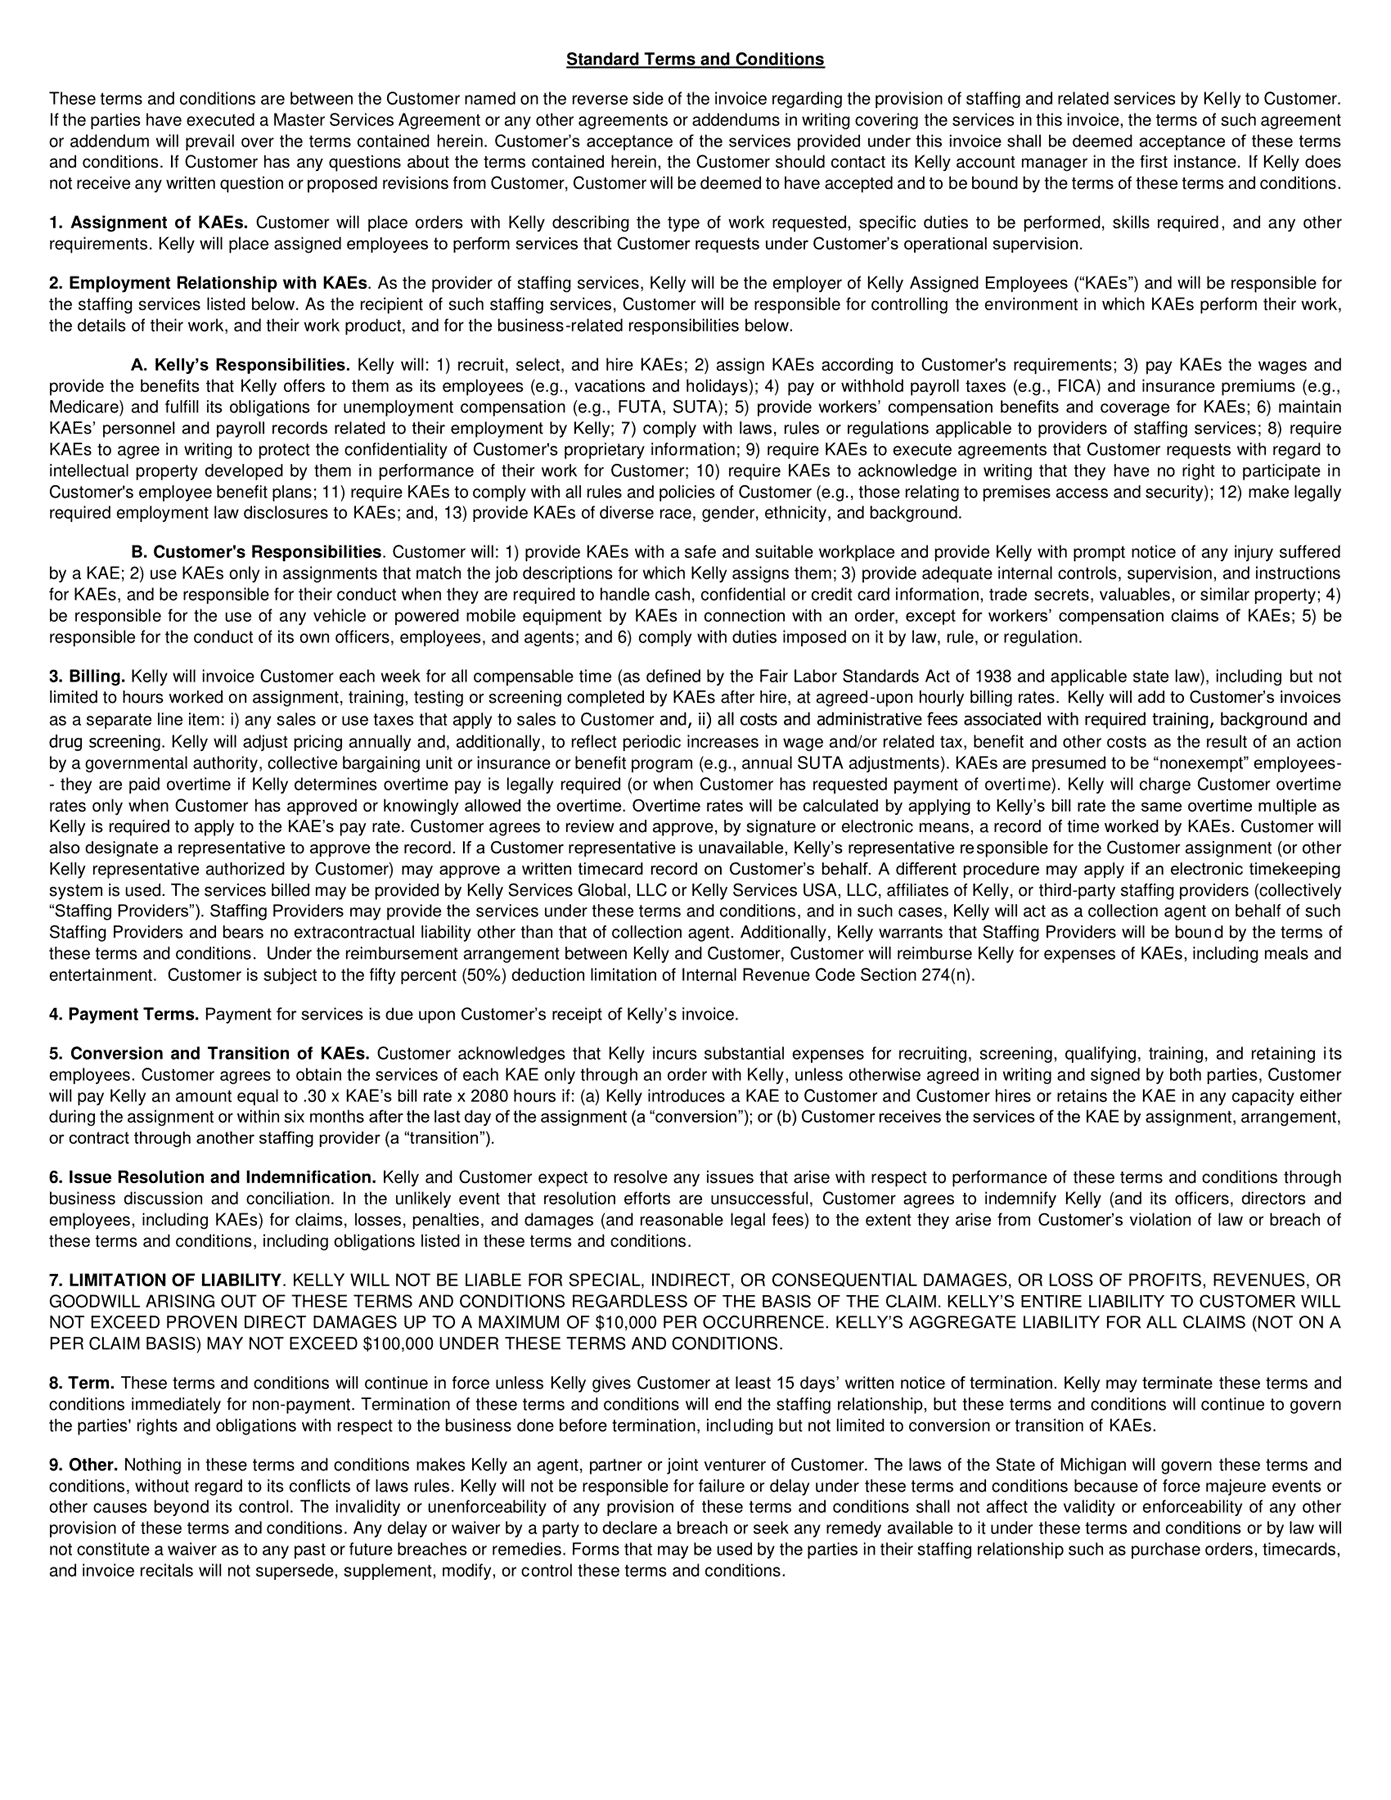 Standard Terms and Conditions
These terms and conditions are between the Customer named on the reverse side of the invoice regarding the provision of staffing and related services by Kelly to Customer.
If the parties have executed a Master Services Agreement or any other agreements or addendums in writing covering the services in this invoice, the terms of such agreement
or addendum will prevail over the terms contained herein. Customer’s acceptance of the services provided under this invoice shall be deemed acceptance of these terms
and conditions. If Customer has any questions about the terms contained herein, the Customer should contact its Kelly account manager in the first instance. If Kelly does
not receive any written question or proposed revisions from Customer, Customer will be deemed to have accepted and to be bound by the terms of these terms and conditions.
1. Assignment of KAEs. Customer will place orders with Kelly describing the type of work requested, specific duties to be performed, skills required, and any other
requirements. Kelly will place assigned employees to perform services that Customer requests under Customer’s operational supervision.
2. Employment Relationship with KAEs. As the provider of staffing services, Kelly will be the employer of Kelly Assigned Employees (“KAEs”) and will be responsible for
the staffing services listed below. As the recipient of such staffing services, Customer will be responsible for controlling the environment in which KAEs perform their work,
the details of their work, and their work product, and for the business-related responsibilities below.
A. Kelly’s Responsibilities. Kelly will: 1) recruit, select, and hire KAEs; 2) assign KAEs according to Customer's requirements; 3) pay KAEs the wages and
provide the benefits that Kelly offers to them as its employees (e.g., vacations and holidays); 4) pay or withhold payroll taxes (e.g., FICA) and insurance premiums (e.g.,
Medicare) and fulfill its obligations for unemployment compensation (e.g., FUTA, SUTA); 5) provide workers’ compensation benefits and coverage for KAEs; 6) maintain
KAEs’ personnel and payroll records related to their employment by Kelly; 7) comply with laws, rules or regulations applicable to providers of staffing services; 8) require
KAEs to agree in writing to protect the confidentiality of Customer's proprietary information; 9) require KAEs to execute agreements that Customer requests with regard to
intellectual property developed by them in performance of their work for Customer; 10) require KAEs to acknowledge in writing that they have no right to participate in
Customer's employee benefit plans; 11) require KAEs to comply with all rules and policies of Customer (e.g., those relating to premises access and security); 12) make legally
required employment law disclosures to KAEs; and, 13) provide KAEs of diverse race, gender, ethnicity, and background.
B. Customer's Responsibilities. Customer will: 1) provide KAEs with a safe and suitable workplace and provide Kelly with prompt notice of any injury suffered
by a KAE; 2) use KAEs only in assignments that match the job descriptions for which Kelly assigns them; 3) provide adequate internal controls, supervision, and instructions
for KAEs, and be responsible for their conduct when they are required to handle cash, confidential or credit card information, trade secrets, valuables, or similar property; 4)
be responsible for the use of any vehicle or powered mobile equipment by KAEs in connection with an order, except for workers’ compensation claims of KAEs; 5) be
responsible for the conduct of its own officers, employees, and agents; and 6) comply with duties imposed on it by law, rule, or regulation.
3. Billing. Kelly will invoice Customer each week for all compensable time (as defined by the Fair Labor Standards Act of 1938 and applicable state law), including but not
limited to hours worked on assignment, training, testing or screening completed by KAEs after hire, at agreed-upon hourly billing rates. Kelly will add to Customer’s invoices
as a separate line item: i) any sales or use taxes that apply to sales to Customer and, ii) all costs and administrative fees associated with required training, background and
drug screening. Kelly will adjust pricing annually and, additionally, to reflect periodic increases in wage and/or related tax, benefit and other costs as the result of an action
by a governmental authority, collective bargaining unit or insurance or benefit program (e.g., annual SUTA adjustments). KAEs are presumed to be “nonexempt” employees-
- they are paid overtime if Kelly determines overtime pay is legally required (or when Customer has requested payment of overtime). Kelly will charge Customer overtime
rates only when Customer has approved or knowingly allowed the overtime. Overtime rates will be calculated by applying to Kelly’s bill rate the same overtime multiple as
Kelly is required to apply to the KAE’s pay rate. Customer agrees to review and approve, by signature or electronic means, a record of time worked by KAEs. Customer will
also designate a representative to approve the record. If a Customer representative is unavailable, Kelly’s representative responsible for the Customer assignment (or other
Kelly representative authorized by Customer) may approve a written timecard record on Customer’s behalf. A different procedure may apply if an electronic timekeeping
system is used. The services billed may be provided by Kelly Services Global, LLC or Kelly Services USA, LLC, affiliates of Kelly, or third-party staffing providers (collectively
“Staffing Providers”). Staffing Providers may provide the services under these terms and conditions, and in such cases, Kelly will act as a collection agent on behalf of such
Staffing Providers and bears no extracontractual liability other than that of collection agent. Additionally, Kelly warrants that Staffing Providers will be bound by the terms of
these terms and conditions. Under the reimbursement arrangement between Kelly and Customer, Customer will reimburse Kelly for expenses of KAEs, including meals and
entertainment. Customer is subject to the fifty percent (50%) deduction limitation of Internal Revenue Code Section 274(n).
4. Payment Terms. Payment for services is due upon Customer’s receipt of Kelly’s invoice.
5. Conversion and Transition of KAEs. Customer acknowledges that Kelly incurs substantial expenses for recruiting, screening, qualifying, training, and retaining its
employees. Customer agrees to obtain the services of each KAE only through an order with Kelly, unless otherwise agreed in writing and signed by both parties, Customer
will pay Kelly an amount equal to .30 x KAE’s bill rate x 2080 hours if: (a) Kelly introduces a KAE to Customer and Customer hires or retains the KAE in any capacity either
during the assignment or within six months after the last day of the assignment (a “conversion”); or (b) Customer receives the services of the KAE by assignment, arrangement,
or contract through another staffing provider (a “transition”).
6. Issue Resolution and Indemnification. Kelly and Customer expect to resolve any issues that arise with respect to performance of these terms and conditions through
business discussion and conciliation. In the unlikely event that resolution efforts are unsuccessful, Customer agrees to indemnify Kelly (and its officers, directors and
employees, including KAEs) for claims, losses, penalties, and damages (and reasonable legal fees) to the extent they arise from Customer’s violation of law or breach of
these terms and conditions, including obligations listed in these terms and conditions.
7. LIMITATION OF LIABILITY. KELLY WILL NOT BE LIABLE FOR SPECIAL, INDIRECT, OR CONSEQUENTIAL DAMAGES, OR LOSS OF PROFITS, REVENUES, OR
GOODWILL ARISING OUT OF THESE TERMS AND CONDITIONS REGARDLESS OF THE BASIS OF THE CLAIM. KELLY’S ENTIRE LIABILITY TO CUSTOMER WILL
NOT EXCEED PROVEN DIRECT DAMAGES UP TO A MAXIMUM OF $10,000 PER OCCURRENCE. KELLY’S AGGREGATE LIABILITY FOR ALL CLAIMS (NOT ON A
PER CLAIM BASIS) MAY NOT EXCEED $100,000 UNDER THESE TERMS AND CONDITIONS.
8. Term. These terms and conditions will continue in force unless Kelly gives Customer at least 15 days’ written notice of termination. Kelly may terminate these terms and
conditions immediately for non-payment. Termination of these terms and conditions will end the staffing relationship, but these terms and conditions will continue to govern
the parties' rights and obligations with respect to the business done before termination, including but not limited to conversion or transition of KAEs.
9. Other. Nothing in these terms and conditions makes Kelly an agent, partner or joint venturer of Customer. The laws of the State of Michigan will govern these terms and
conditions, without regard to its conflicts of laws rules. Kelly will not be responsible for failure or delay under these terms and conditions because of force majeure events or
other causes beyond its control. The invalidity or unenforceability of any provision of these terms and conditions shall not affect the validity or enforceability of any other
provision of these terms and conditions. Any delay or waiver by a party to declare a breach or seek any remedy available to it under these terms and conditions or by law will
not constitute a waiver as to any past or future breaches or remedies. Forms that may be used by the parties in their staffing relationship such as purchase orders, timecards,
and invoice recitals will not supersede, supplement, modify, or control these terms and conditions.